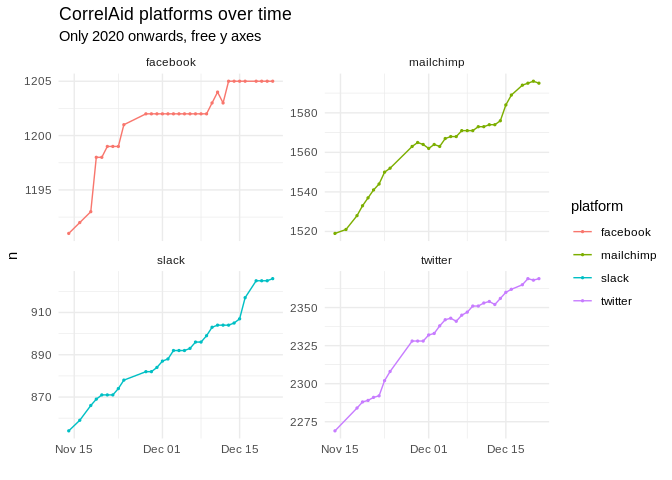 CorrelAid platforms over time
Only 2020 onwards, free y axes
facebook
mailchimp
1205
1200
1195
1580
1560
1540
1520
n
slack
twitter
910
890
870
2350
2325
2300
2275
Nov 15
Dec 01
Dec 15
Nov 15
Dec 01
Dec 15
platform
facebook
mailchimp
slack
twitter